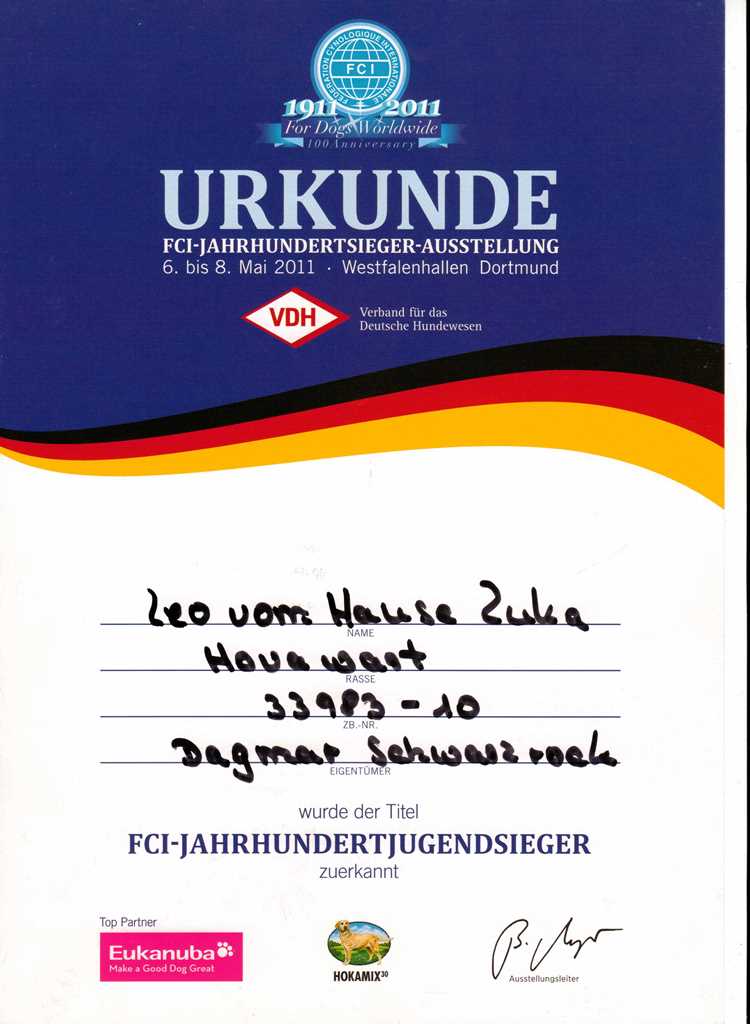 FEDERATION CYNOLOGIQUE INTERNATIONALE
FCI
1911 2011
For Dogs Worldwide
100 Anniversary
URKUNDE
FCI-JAHRHUNDERTSIEGER-AUSSTELLUNG
6. bis 8. Mai 2011 · Westfalenhallen Dortmund
VDH
Verband für das
Deutsche Hundewesen
Leo vom Hause Zuka
NAME
Hovawart
RASSE
33983-10
ZB.-NR.
Dagmar Schwarzrock
EIGENTÜMER
wurde der Titel
FCI-JAHRHUNDERTJUGENDSIEGER
zuerkannt
Top Partner
Eukanuba
Make a Good Dog Great
HOKAMIX30
Ausstellungsleiter